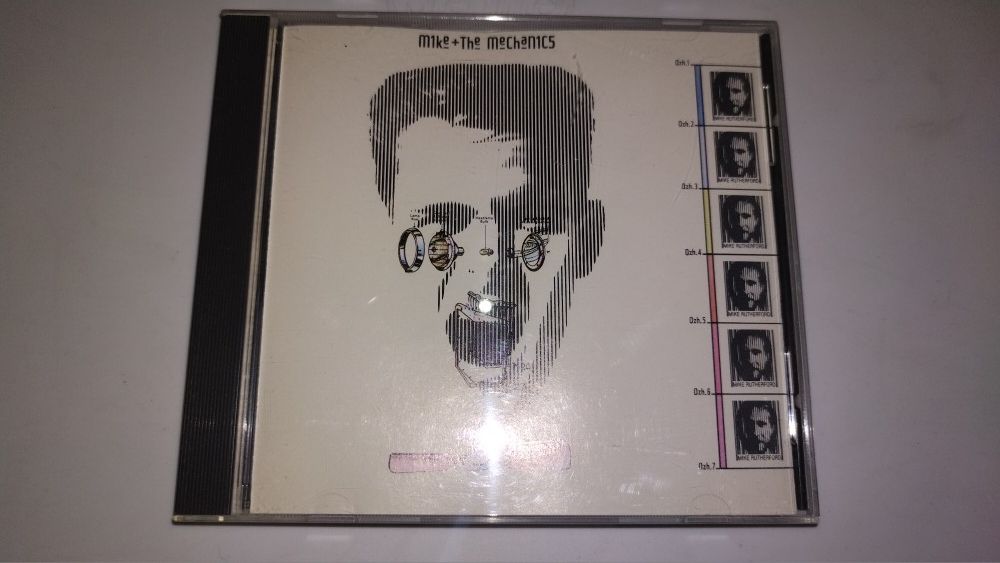 mike + The mechanics
Ozh.1
MIKE RUTHERFORD
Ozh.2
MIKE RUTHERFORD
Ozh.3
MIKE RUTHERFORD
Ozh.4
MIKE RUTHERFORD
Ozh.5
MIKE RUTHERFORD
Ozh.6
MIKE RUTHERFORD
Ozh.7